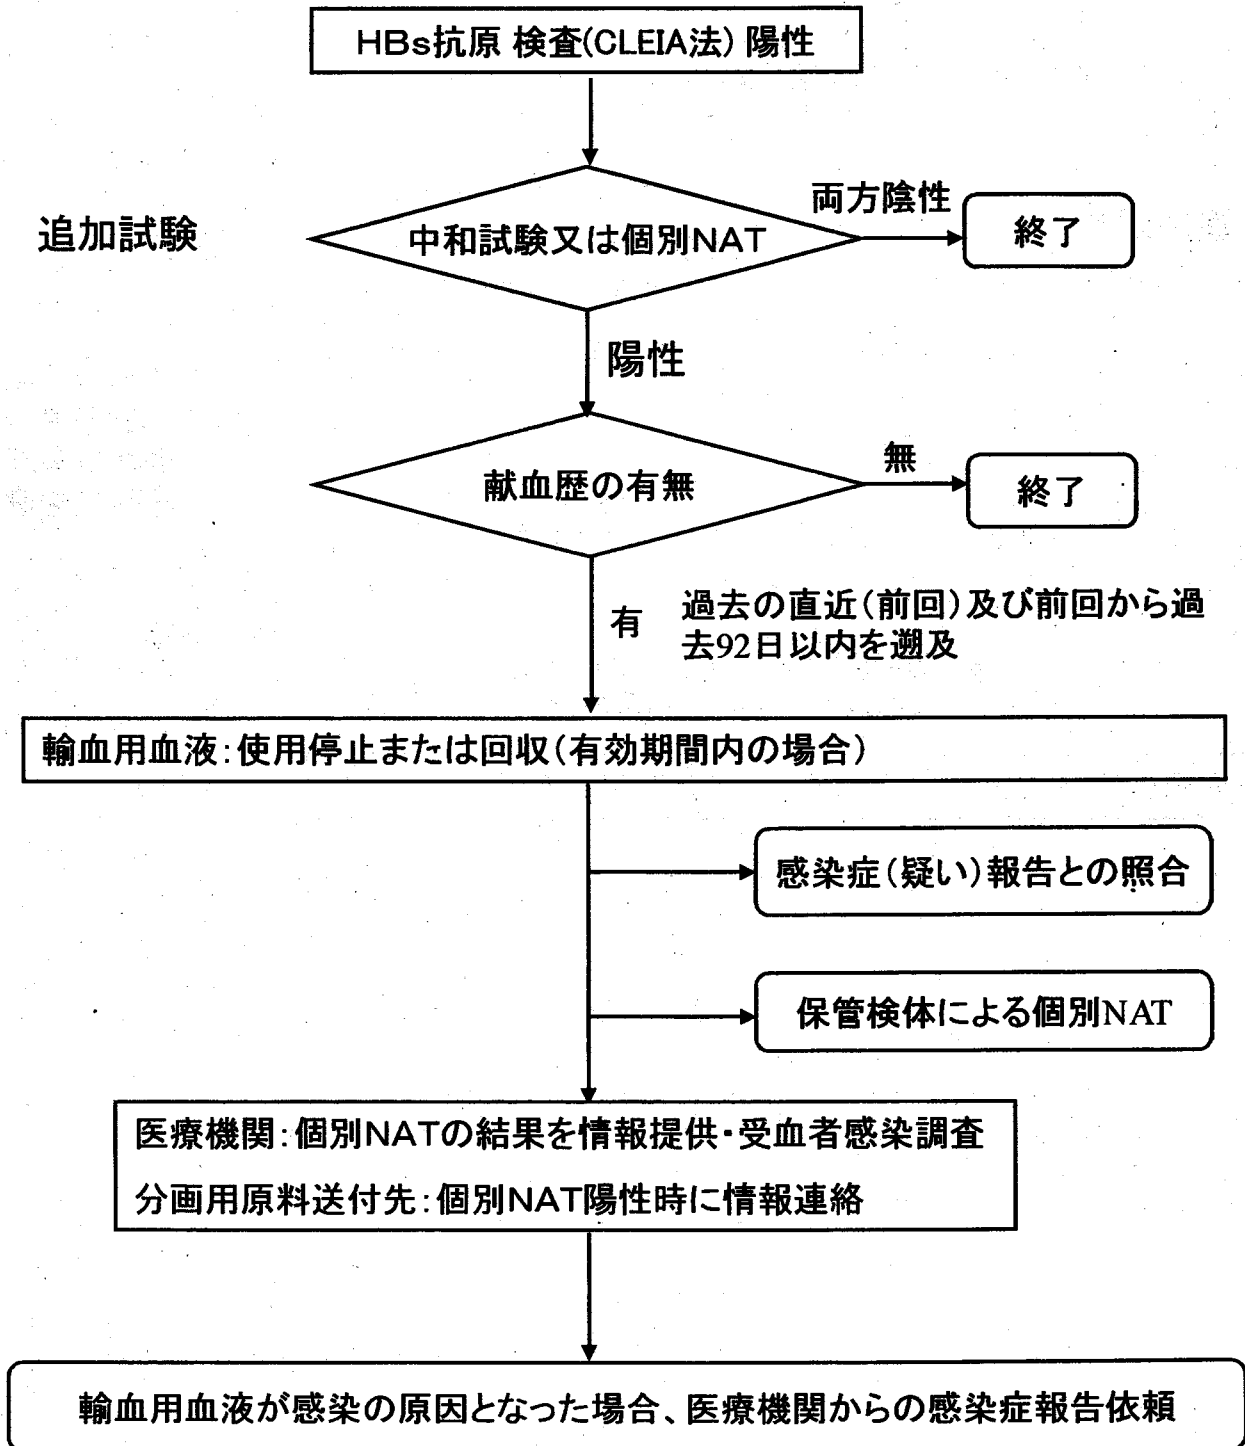 HBs抗原 検査(CLEIA法) 陽性
追加試験
中和試験又は個別NAT
両方陰性
終了
陽性
献血歴の有無
無
終了
有
過去の直近(前回)及び前回から過
去92日以内を遡及
輸血用血液:使用停止または回収(有効期間内の場合)
感染症(疑い)報告との照合
保管検体による個別NAT
医療機関:個別NATの結果を情報提供・受血者感染調査
分画用原料送付先:個別NAT陽性時に情報連絡
輸血用血液が感染の原因となった場合、医療機関からの感染症報告依頼